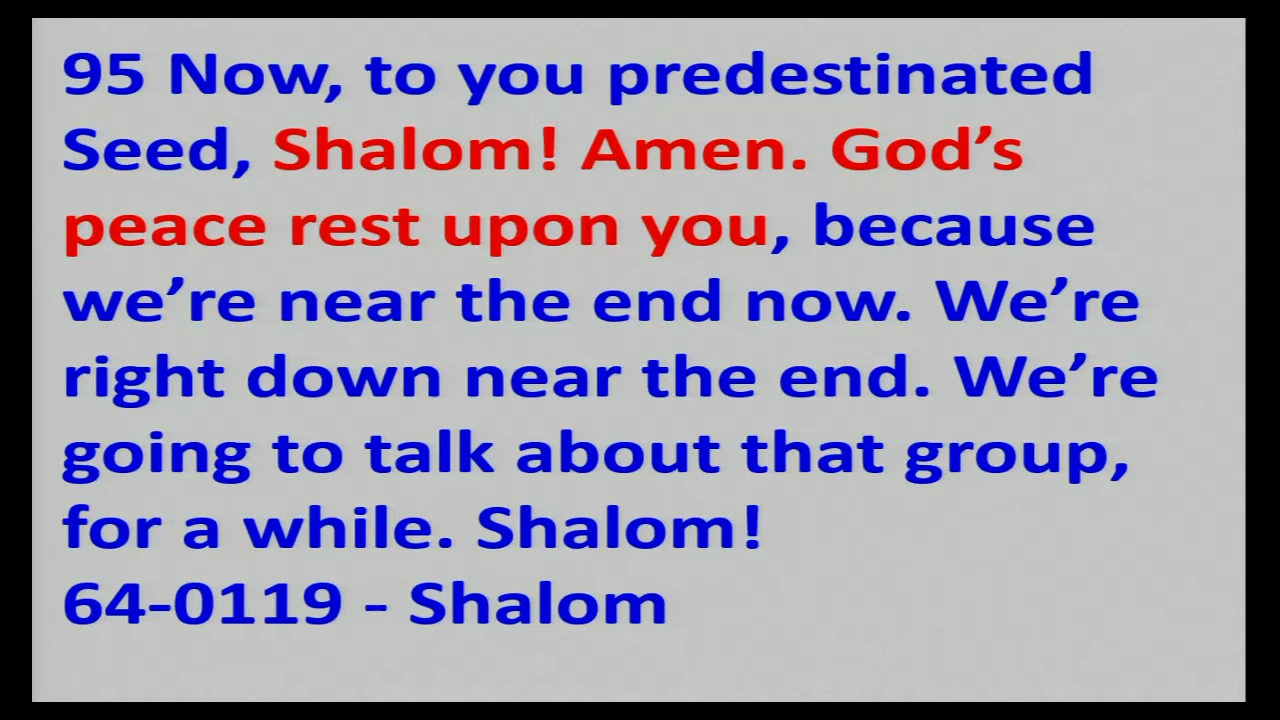 95 Now, to you predestinated
Seed, Shalom! Amen. God’s
peace rest upon you, because
we’re near the end now. We’re
right down near the end. We’re
going to talk about that group,
for a while. Shalom!
64-0119 - Shalom